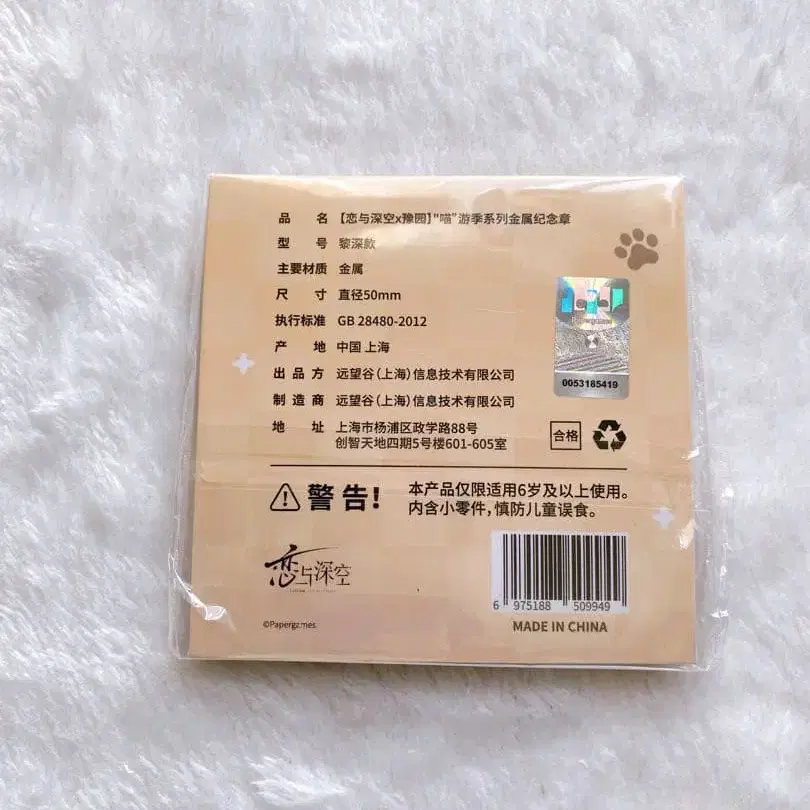 品 名 【恋与深空x豫园】“喵”游季系列金属纪念章
型 号 黎深款
主要材质 金属
尺 寸 直径50mm
执行标准 GB 28480-2012
产 地 中国 上海
出 品 方 远望谷(上海)信息技术有限公司
制 造 商 远望谷(上海)信息技术有限公司
地 址 上海市杨浦区政学路88号
创智天地四期5号楼601-605室
Papergames
0053185419
合格
警告!
本产品仅限适用6岁及以上使用。
内含小零件,慎防儿童误食。
恋与深空
©Papergames
6 975188 509949
MADE IN CHINA